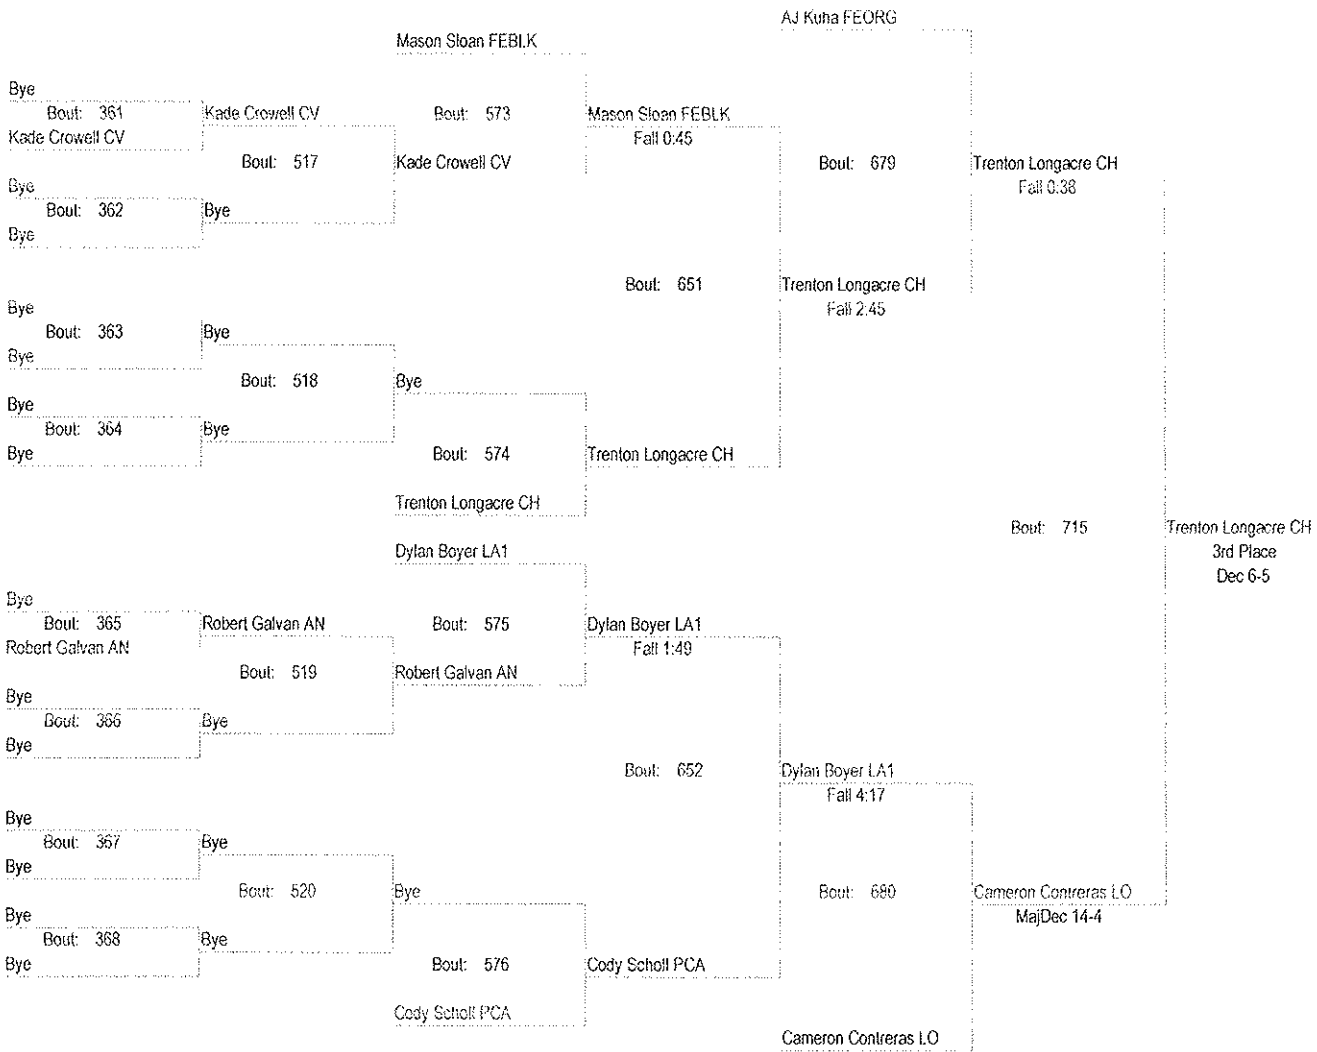 AJ Kuha FEORG
Mason Sloan FEBLK
Bye
Bout: 361 Kade Crowell CV Bout: 573 Mason Sloan FEBLK
Kade Crowell CV Fall 0:45
Bout: 517 Kade Crowell CV Bout: 679 Trenton Longacre CH
Bye Fall 0:38
Bout: 362 Bye
Bye
Bout: 651 Trenton Longacre CH
Bye Fall 2:45
Bout: 363 Bye
Bye
Bout: 518 Bye
Bye
Bout: 364 Bye
Bye Bout: 574 Trenton Longacre CH
Trenton Longacre CH
Bout: 715 Trenton Longacre CH
Dylan Boyer LA1 3rd Place
Dec 6-5
Bye
Bout: 365 Robert Galvan AN Bout: 575 Dylan Boyer LA1
Robert Galvan AN Fall 1:49
Bout: 519 Robert Galvan AN
Bye
Bout: 366 Bye
Bye
Bout: 652 Dylan Boyer LA1
Fall 4:17
Bye
Bout: 367 Bye
Bye
Bout: 520 Bye Bout: 680 Cameron Contreras LO
Bye MajDec 14-4
Bout: 368 Bye
Bye Bout: 576 Cody Scholl PCA
Cody Scholl PCA
Cameron Contreras LO